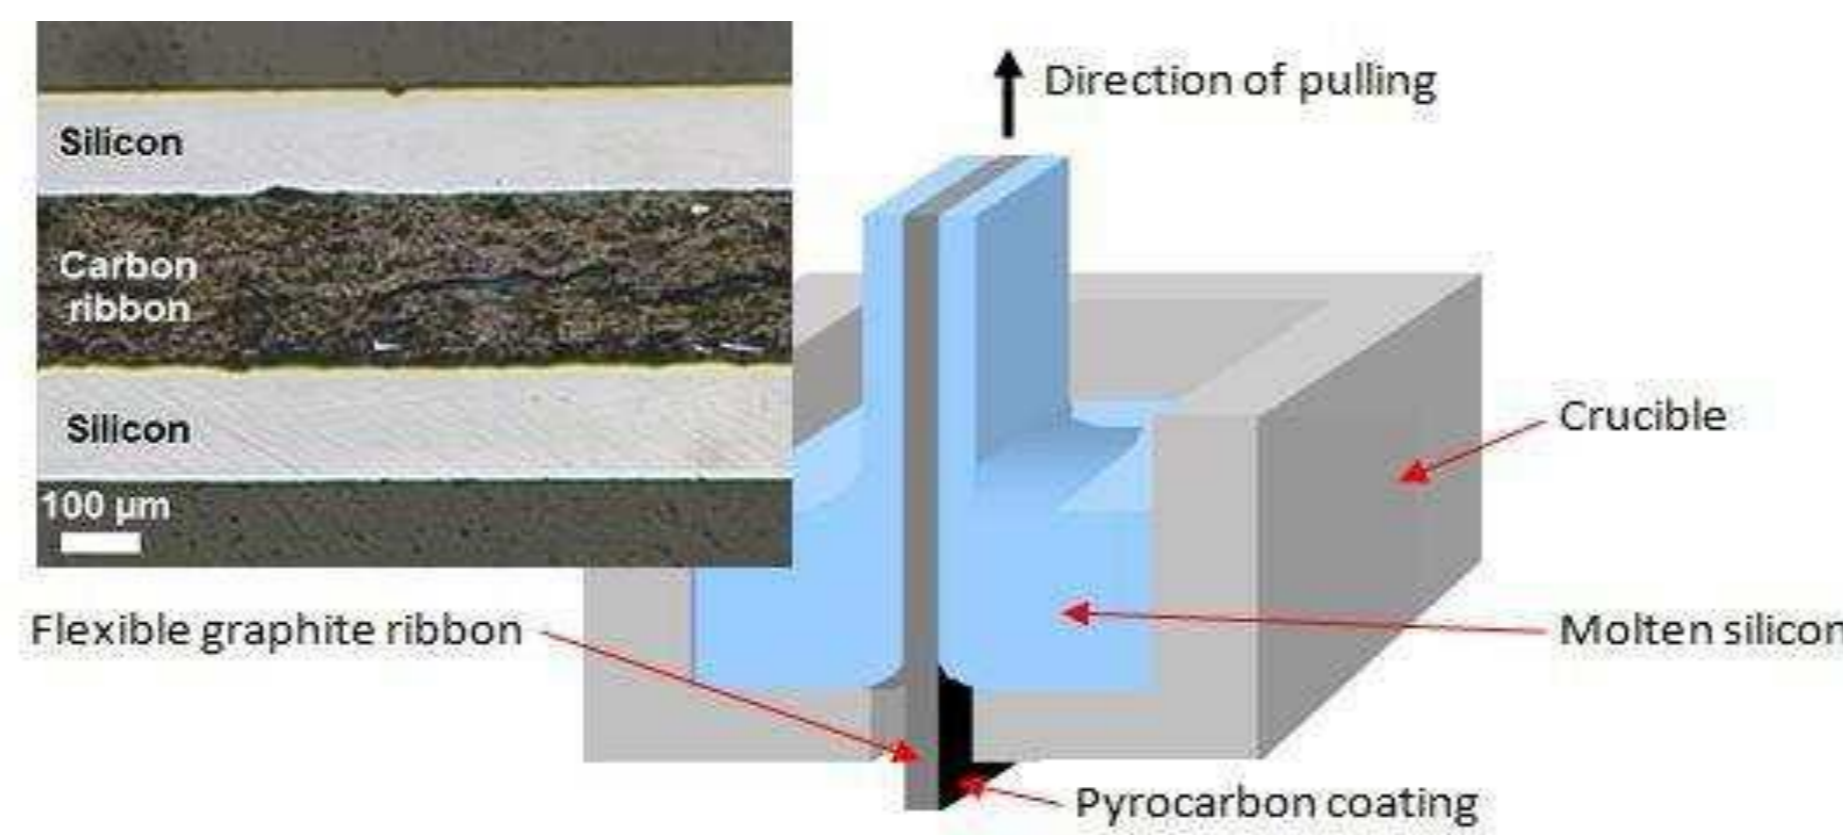 Silicon
Carbon
ribbon
Silicon
100 µm
Direction of pulling
Crucible
Flexible graphite ribbon
Molten silicon
Pyrocarbon coating